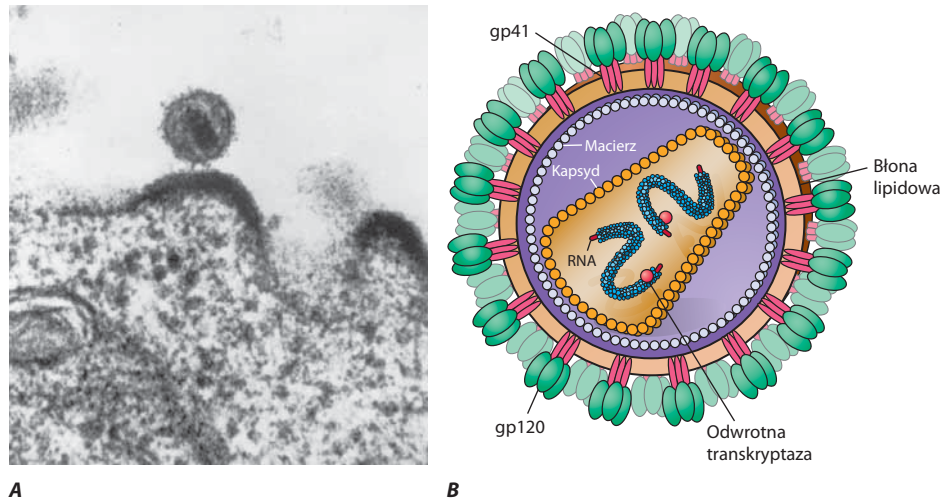 gp41
Macierz
Kapsyd
Błona
lipidowa
RNA
gp120
Odwrotna
transkryptaza
A
B